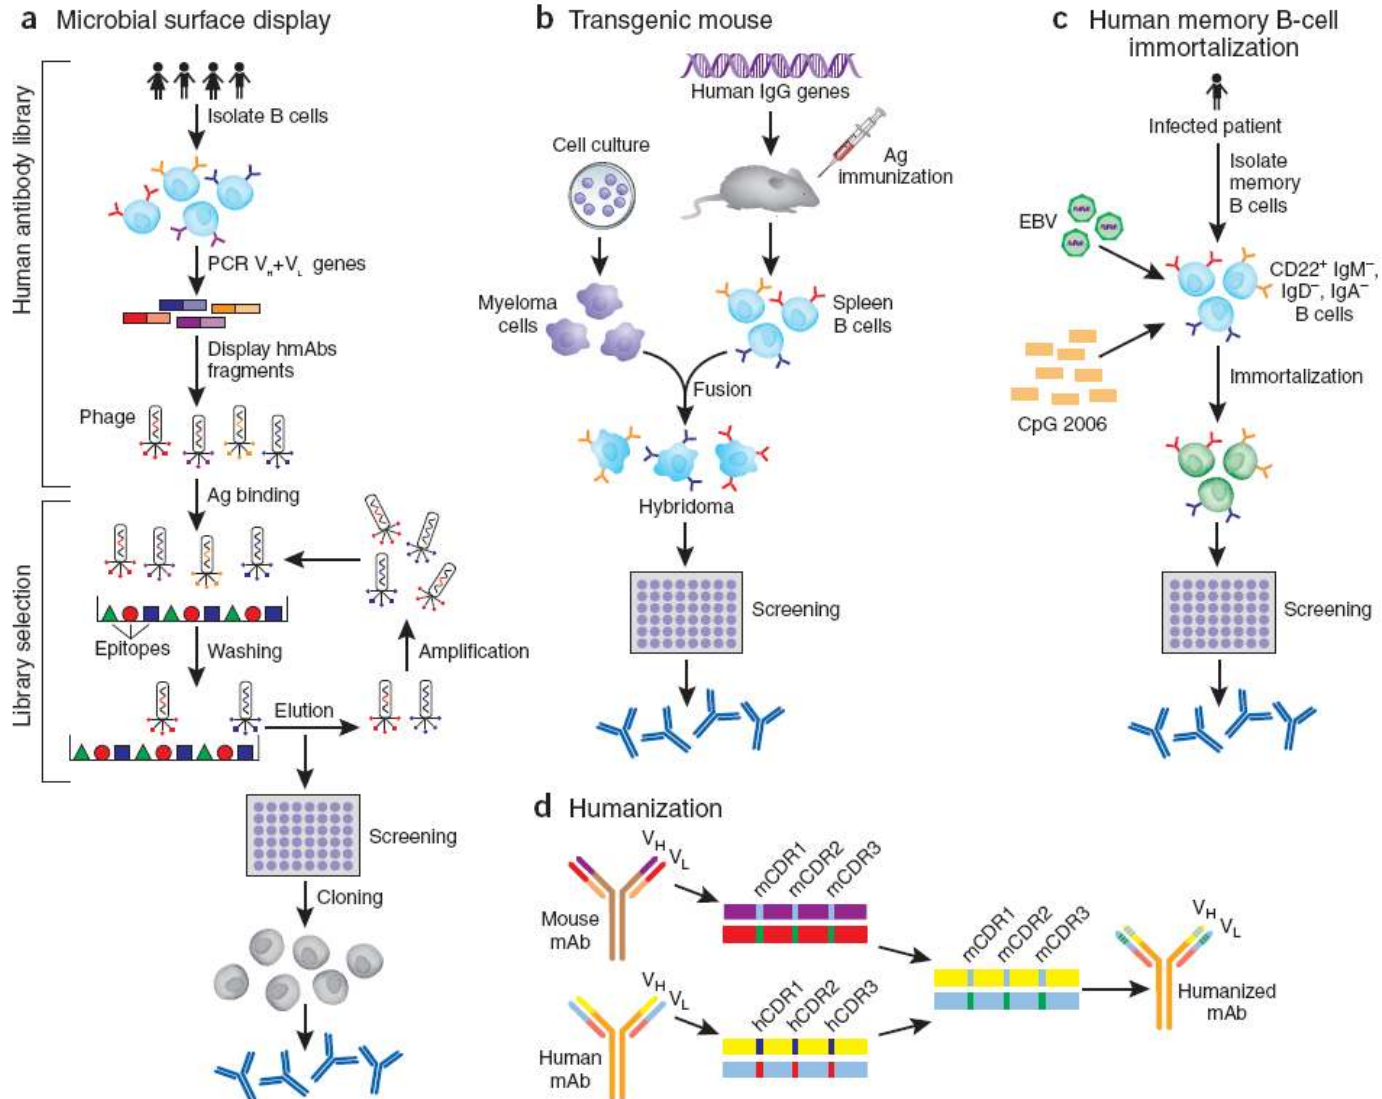 a Microbial surface display
Human antibody library
Isolate B cells
PCR VH+VL genes
Display hmAbs
fragments
Phage
Library selection
Ag binding
Epitopes
Washing
Amplification
Elution
Screening
Cloning
b Transgenic mouse
Human IgG genes
Cell culture
Ag
immunization
Myeloma
cells
Spleen
B cells
Fusion
Hybridoma
Screening
c Human memory B-cell
immortalization
Infected patient
Isolate
memory
B cells
EBV
CD22+ IgM–,
IgD–, IgA–
B cells
CpG 2006
Immortalization
Screening
d Humanization
VH
VL
Mouse
mAb
mCDR1
mCDR2
mCDR3
VH
VL
Human
mAb
hCDR1
hCDR2
hCDR3
mCDR1
mCDR2
mCDR3
VH
VL
Humanized
mAb